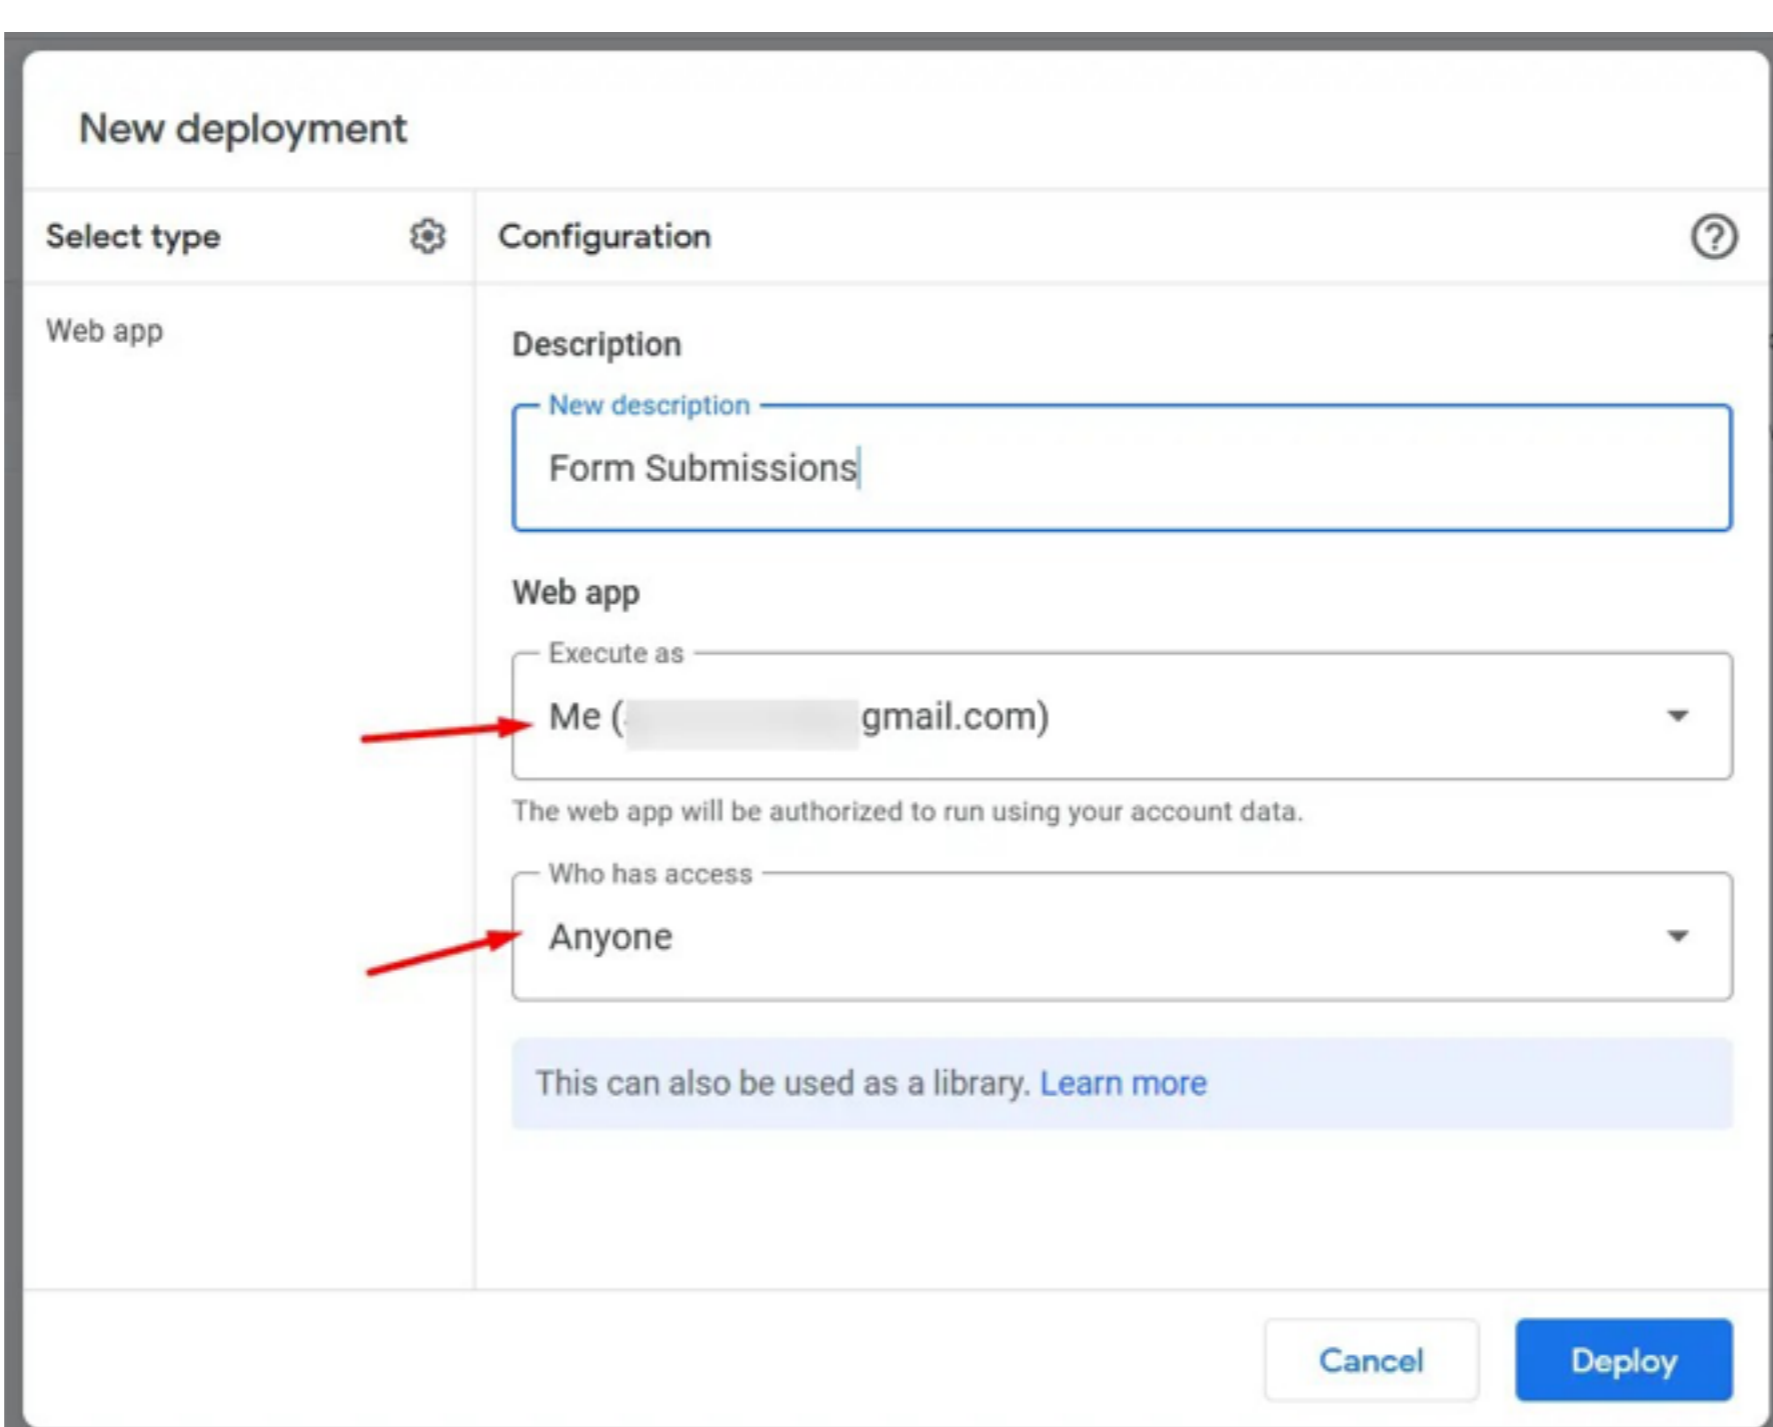 New deployment
Select type
Configuration
Web app
Description
New description
Form Submissions
Web app
Execute as
Me ( gmail.com)
The web app will be authorized to run using your account data.
Who has access
Anyone
This can also be used as a library. Learn more
Cancel
Deploy